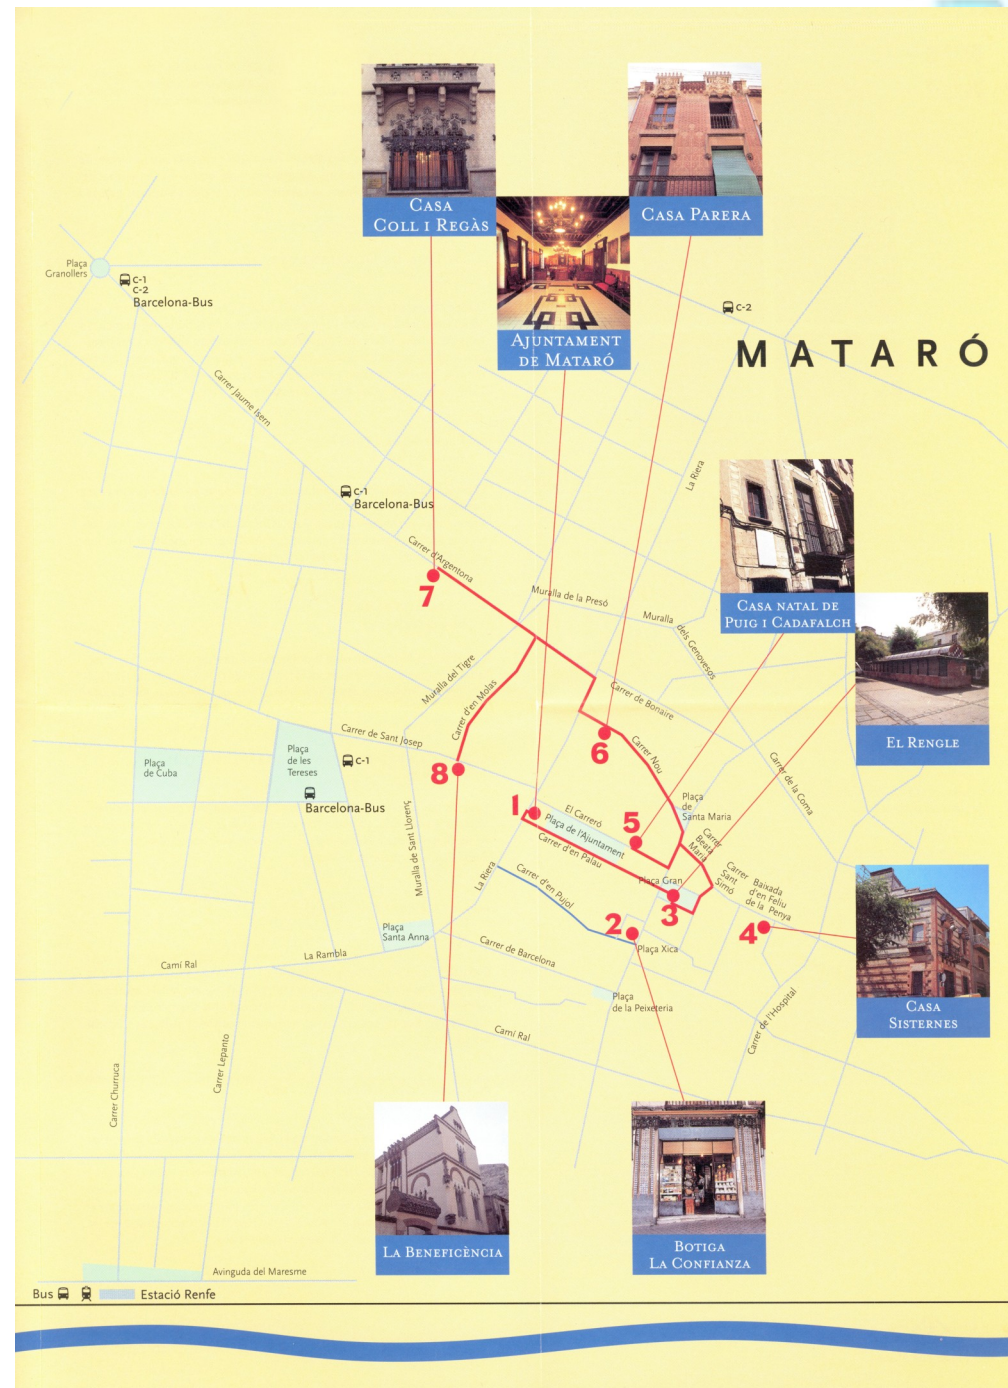 Casa
Coll i Regàs
Casa Parera
Ajuntament
de Mataró
Plaça
Granollers
C-1
C-2
Barcelona-Bus
C-2
MATARÓ
Carrer Jaume Isern
La Riera
C-1
Barcelona-Bus
Carrer d'Argentona
7
Muralla de la Presó
Muralla dels Genovesos
Casa natal de
Puig i Cadafalch
Muralla del Tigre
Carrer d'en Molas
Carrer de Bonaire
El Rengle
Carrer de Sant Josep
6
Carrer Nou
Carrer de la Coma
Plaça
de Cuba
Plaça
de les
Tereses
C-1
8
Barcelona-Bus
Plaça
de
Santa Maria
1
El Carreró
Plaça de l'Ajuntament
5
Carrer d'en Palau
Carrer
Beata
Maria
Muralla de Sant Llorenç
La Riera
Carrer d'en Pujol
Plaça Gran
3
Carrer
Sant
Simó
Carrer Baixada
d'en Feliu
de la Penya
Plaça
Santa Anna
2
4
Plaça Xica
Camí Ral
La Rambla
Carrer de Barcelona
Casa
Sisternes
Plaça
de la Peixeteria
Carrer de l'Hospital
Camí Ral
Carrer Churruca
Carrer Lepanto
La Beneficència
Botiga
La Confianza
Avinguda del Maresme
Bus
Estació Renfe